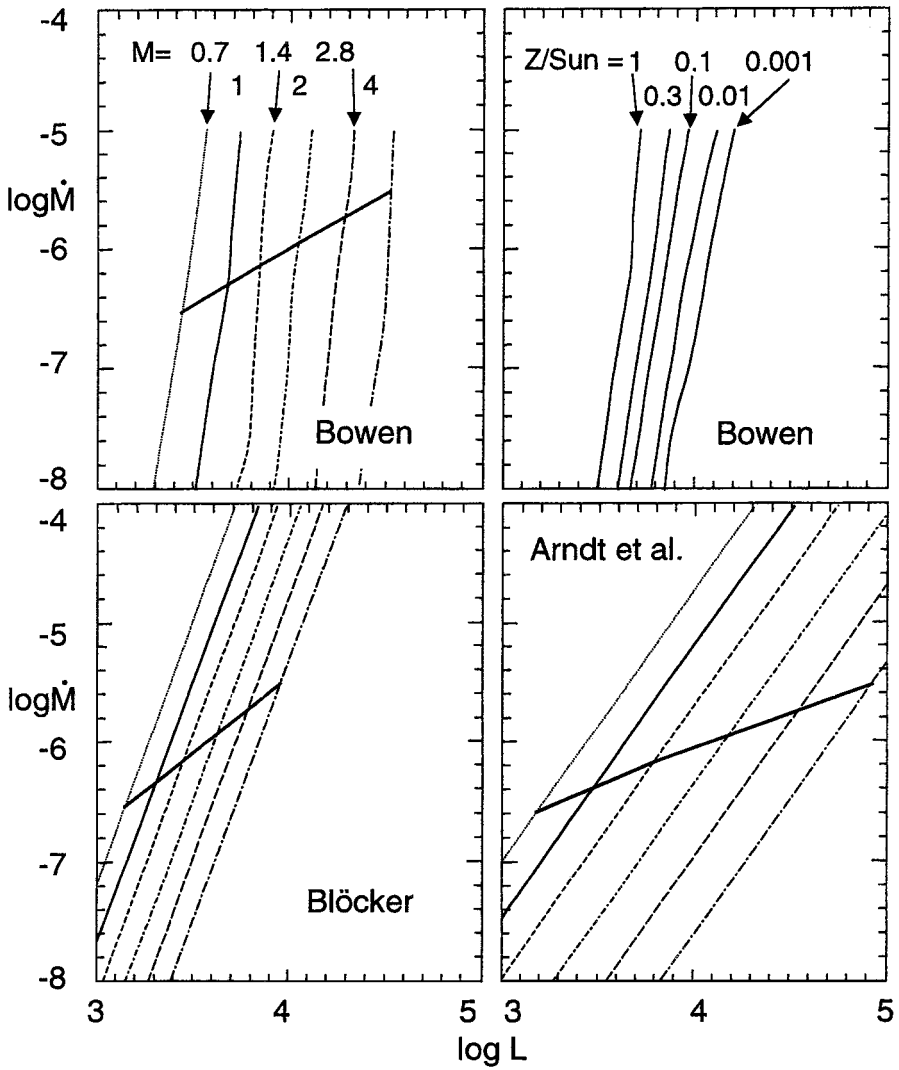 -4
M= 0.7 1.4 2.8
1 2 4
-5
logṀ
-6
-7
Bowen
-8
Z/Sun = 1 0.1 0.001
0.3 0.01
Bowen
-4
-5
logṀ
-6
-7
Blöcker
-8
3 4 5
Arndt et al.
4 5
log L